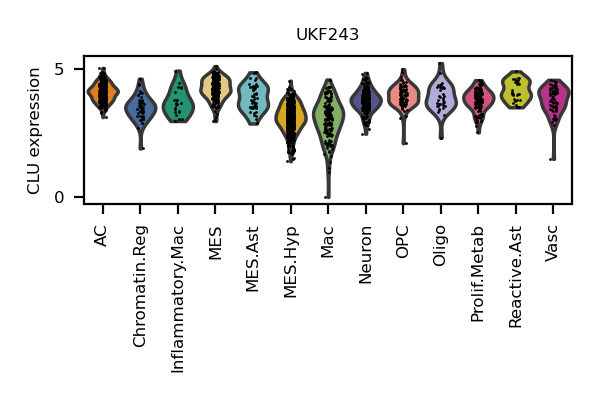 UKF243
CLU expression
5
0
AC
Chromatin.Reg
Inflammatory.Mac
MES
MES.Ast
MES.Hyp
Mac
Neuron
OPC
Oligo
Prolif.Metab
Reactive.Ast
Vasc